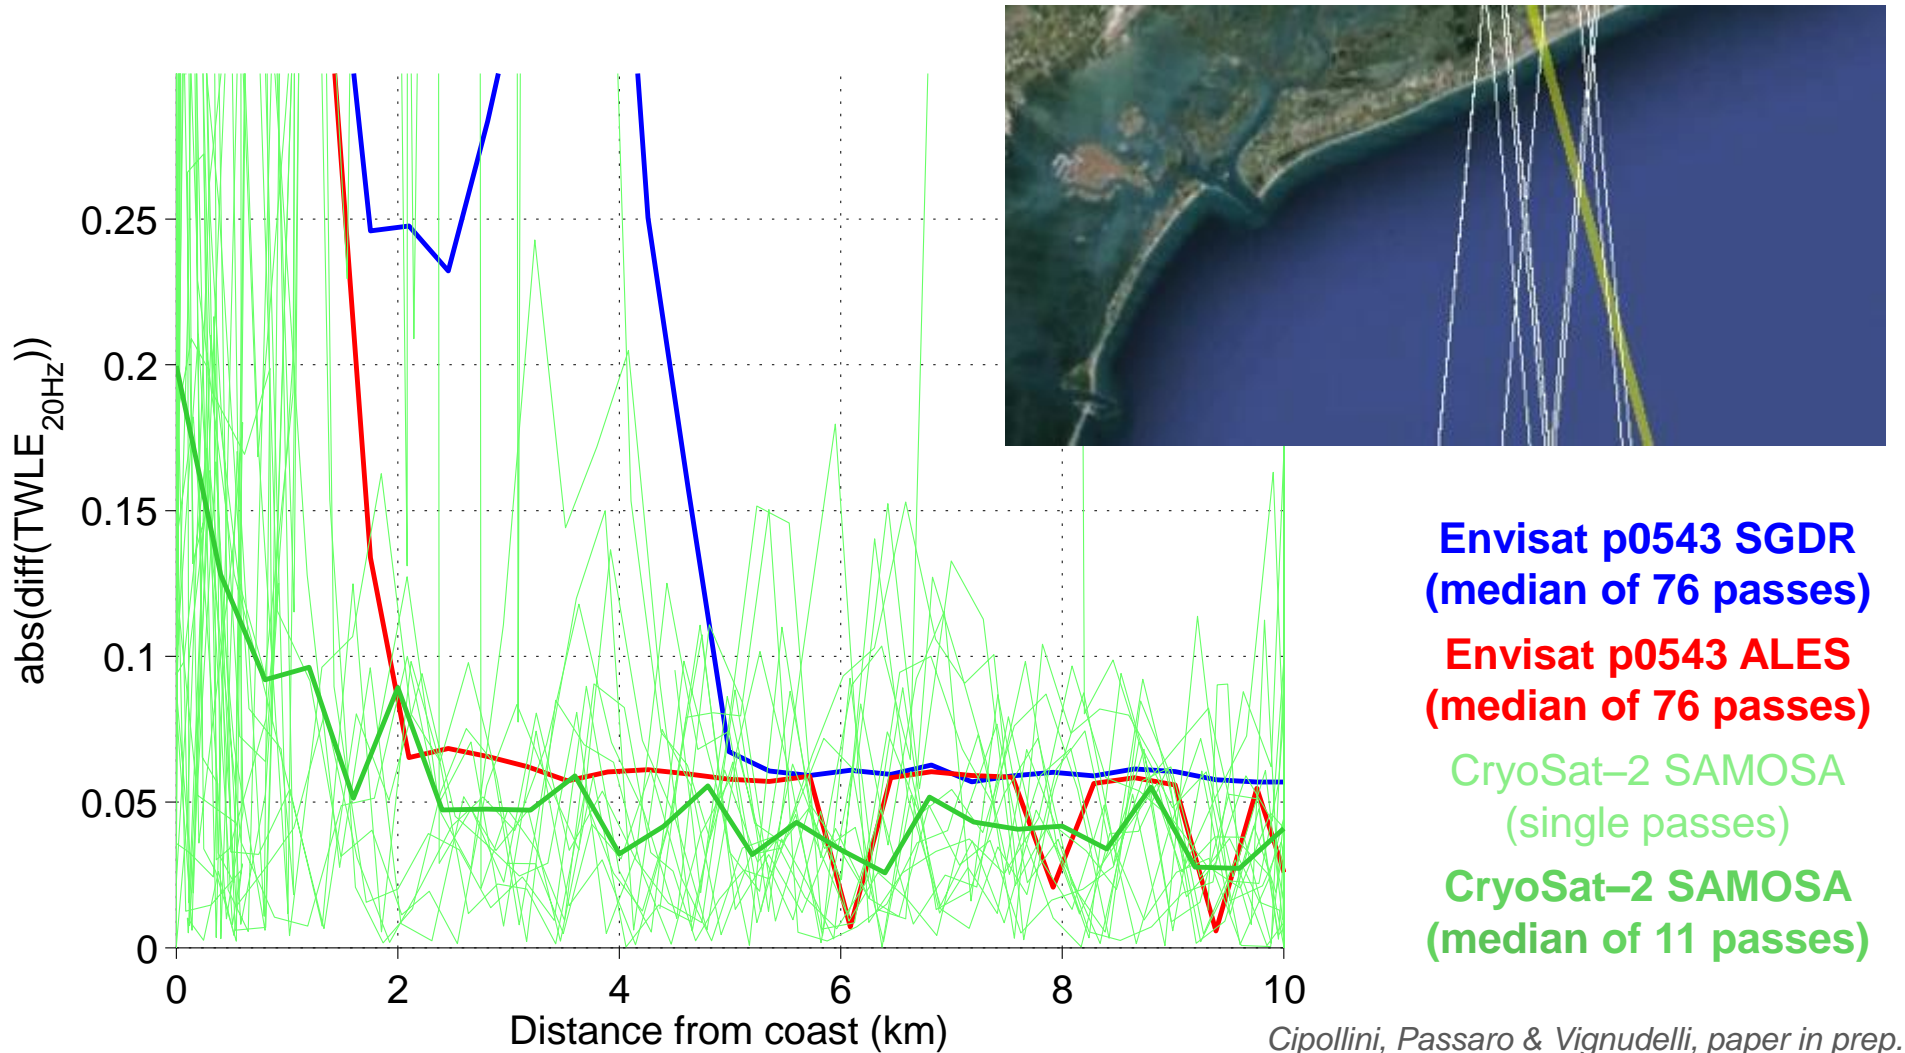 0.25
0.2
0.15
0.1
0.05
0
abs(diff(TWLE20Hz))
0 2 4 6 8 10
Distance from coast (km)
Envisat p0543 SGDR
(median of 76 passes)
Envisat p0543 ALES
(median of 76 passes)
CryoSat–2 SAMOSA
(single passes)
CryoSat–2 SAMOSA
(median of 11 passes)
Cipollini, Passaro & Vignudelli, paper in prep.